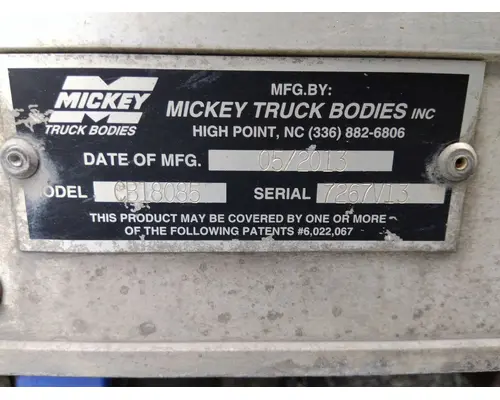 MICKEY
TRUCK BODIES
MFG.BY:
MICKEY TRUCK BODIES INC
HIGH POINT, NC (336) 882-6806
DATE OF MFG. 05/2013
ODEL CB18085 SERIAL 7267V13
THIS PRODUCT MAY BE COVERED BY ONE OR MORE
OF THE FOLLOWING PATENTS #6,022,067